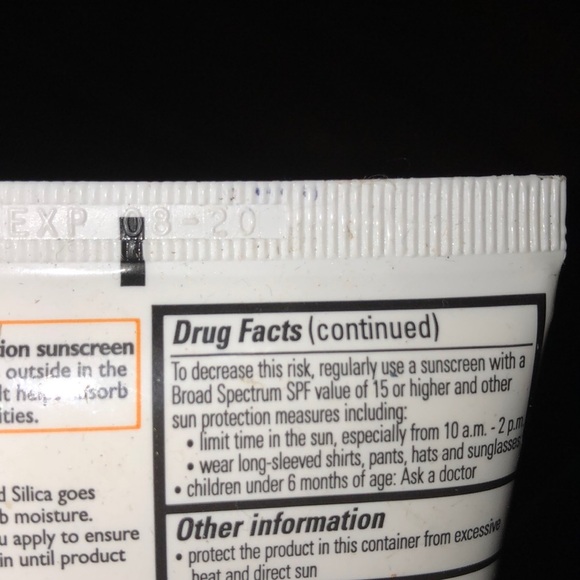 EXP 08-20
ion sunscreen
outside in the
It
sorb
ities.
d Silica goes
b moisture.
u apply to ensure
in until product
Drug Facts (continued)
To decrease this risk, regularly use a sunscreen with a
Broad Spectrum SPF value of 15 or higher and other
sun protection measures including:
• limit time in the sun, especially from 10 a.m. - 2 p.m.
• wear long-sleeved shirts, pants, hats and sunglasses
• children under 6 months of age: Ask a doctor
Other information
• protect the product in this container from excessive
heat and direct sun